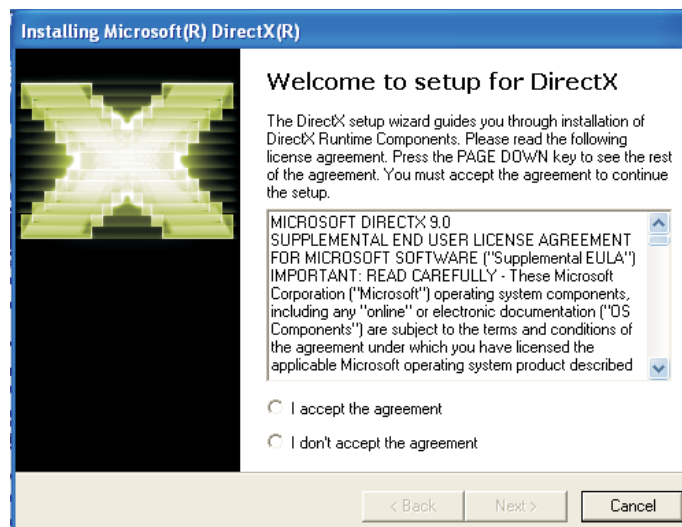 Installing Microsoft(R) DirectX(R)
Welcome to setup for DirectX
The DirectX setup wizard guides you through installation of
DirectX Runtime Components. Please read the following
license agreement. Press the PAGE DOWN key to see the rest
of the agreement. You must accept the agreement to continue
the setup.
MICROSOFT DIRECTX 9.0
SUPPLEMENTAL END USER LICENSE AGREEMENT
FOR MICROSOFT SOFTWARE ("Supplemental EULA")
IMPORTANT: READ CAREFULLY - These Microsoft
Corporation ("Microsoft") operating system components,
including any "online" or electronic documentation ("OS
Components") are subject to the terms and conditions of
the agreement under which you have licensed the
applicable Microsoft operating system product described
I accept the agreement
I don't accept the agreement
< Back Next > Cancel